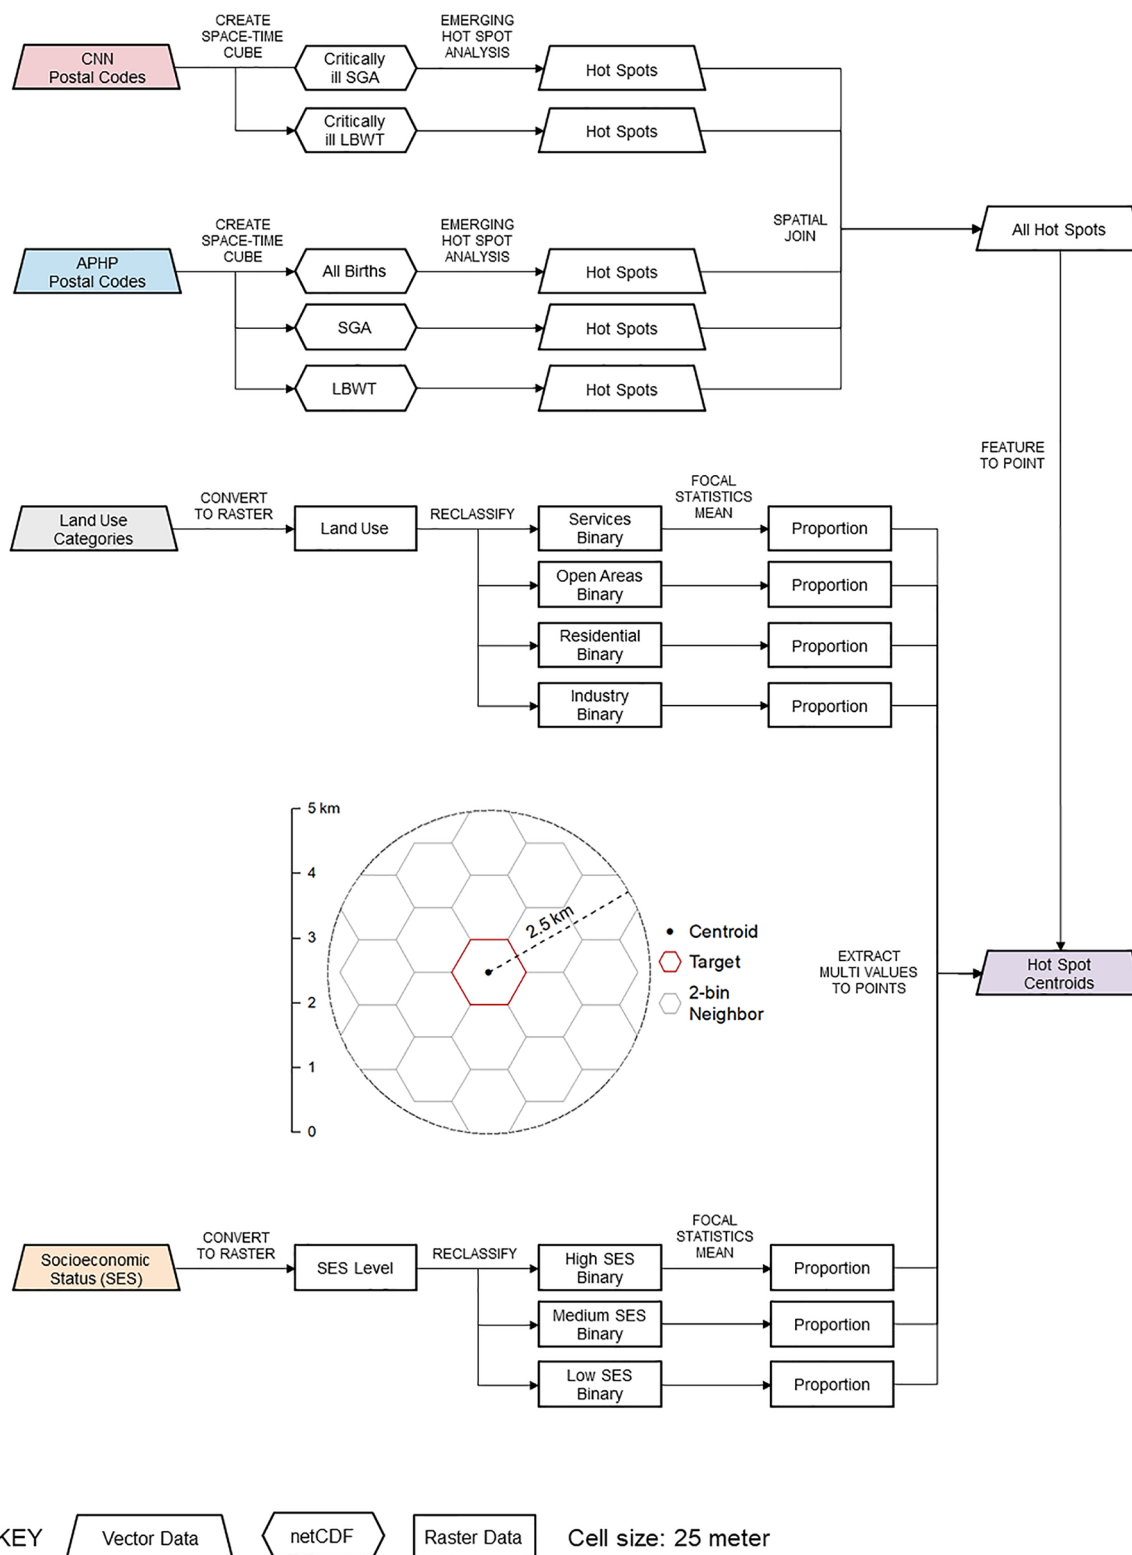 CREATE
SPACE-TIME
CUBE
EMERGING
HOT SPOT
ANALYSIS
CNN
Postal Codes
Critically
ill SGA
Hot Spots
Critically
ill LBWT
Hot Spots
CREATE
SPACE-TIME
CUBE
EMERGING
HOT SPOT
ANALYSIS
SPATIAL
JOIN
All Hot Spots
APHP
Postal Codes
All Births
Hot Spots
SGA
Hot Spots
LBWT
Hot Spots
FEATURE
TO POINT
CONVERT
TO RASTER
RECLASSIFY
FOCAL
STATISTICS
MEAN
Land Use
Categories
Land Use
Services
Binary
Proportion
Open Areas
Binary
Proportion
Residential
Binary
Proportion
Industry
Binary
Proportion
5 km
4
3
2
1
0
2.5 km
Centroid
Target
2-bin
Neighbor
EXTRACT
MULTI VALUES
TO POINTS
Hot Spot
Centroids
CONVERT
TO RASTER
RECLASSIFY
FOCAL
STATISTICS
MEAN
Socioeconomic
Status (SES)
SES Level
High SES
Binary
Proportion
Medium SES
Binary
Proportion
Low SES
Binary
Proportion
KEY
Vector Data
netCDF
Raster Data
Cell size: 25 meter